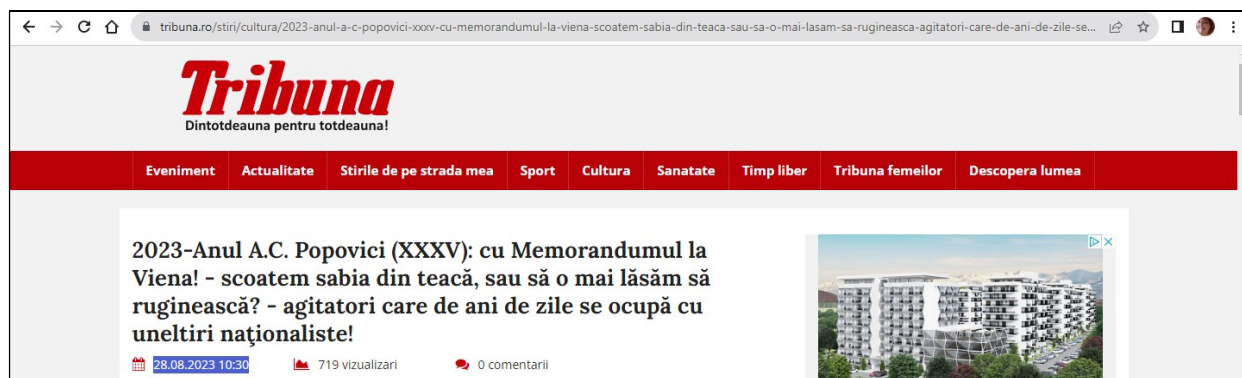 tribuna.ro/stiri/cultura/2023-anul-a-c-popovici-xxxv-cu-memorandumul-la-viena-scoatem-sabia-din-teaca-sau-sa-o-mai-lasam-sa-rugineasca-agitatori-care-de-ani-de-zile-se...
Tribuna
Dintotdeauna pentru totdeauna!
Eveniment Actualitate Stirile de pe strada mea Sport Cultura Sanatate Timp liber Tribuna femeilor Descopera lumea
2023-Anul A.C. Popovici (XXXV): cu Memorandumul la
Viena! - scoatem sabia din teacă, sau să o mai lăsăm să
ruginească? - agitatori care de ani de zile se ocupă cu
uneltiri naţionaliste!
28.08.2023 10:30 719 vizualizari 0 comentarii